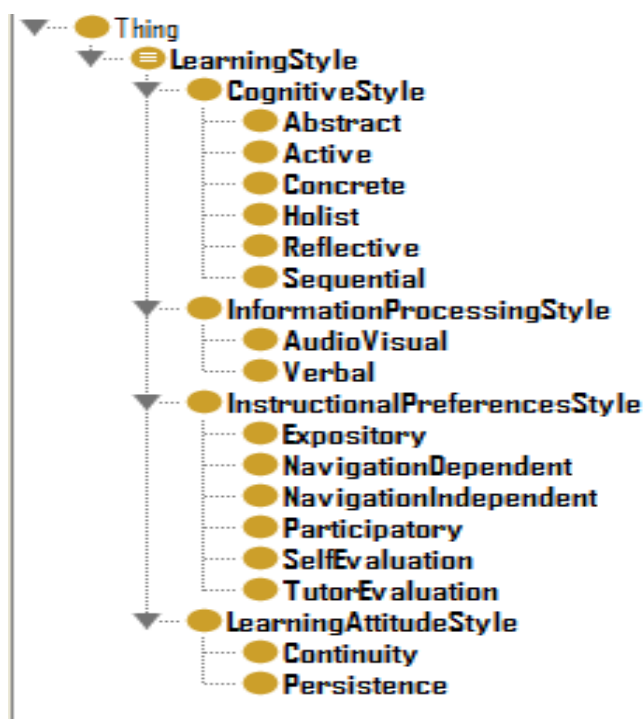 Thing
LearningStyle
CognitiveStyle
Abstract
Active
Concrete
Holist
Reflective
Sequential
InformationProcessingStyle
AudioVisual
Verbal
InstructionalPreferencesStyle
Expository
NavigationDependent
NavigationIndependent
Participatory
SelfEvaluation
TutorEvaluation
LearningAttitudeStyle
Continuity
Persistence